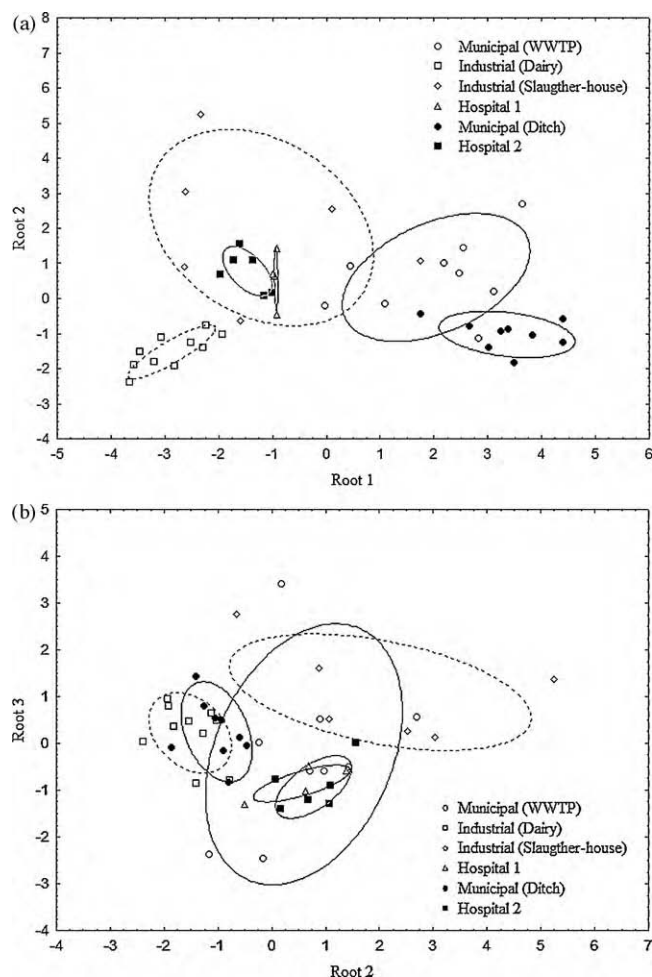 (a)
8
7
6
5
4
3
2
1
0
-1
-2
-3
-4
Root 2
Municipal (WWTP)
Industrial (Dairy)
Industrial (Slaugther-house)
Hospital 1
Municipal (Ditch)
Hospital 2
-5 -4 -3 -2 -1 0 1 2 3 4 5 6
Root 1
(b)
5
4
3
2
1
0
-1
-2
-3
-4
Root 3
Municipal (WWTP)
Industrial (Dairy)
Industrial (Slaugther-house)
Hospital 1
Municipal (Ditch)
Hospital 2
-4 -3 -2 -1 0 1 2 3 4 5 6 7
Root 2